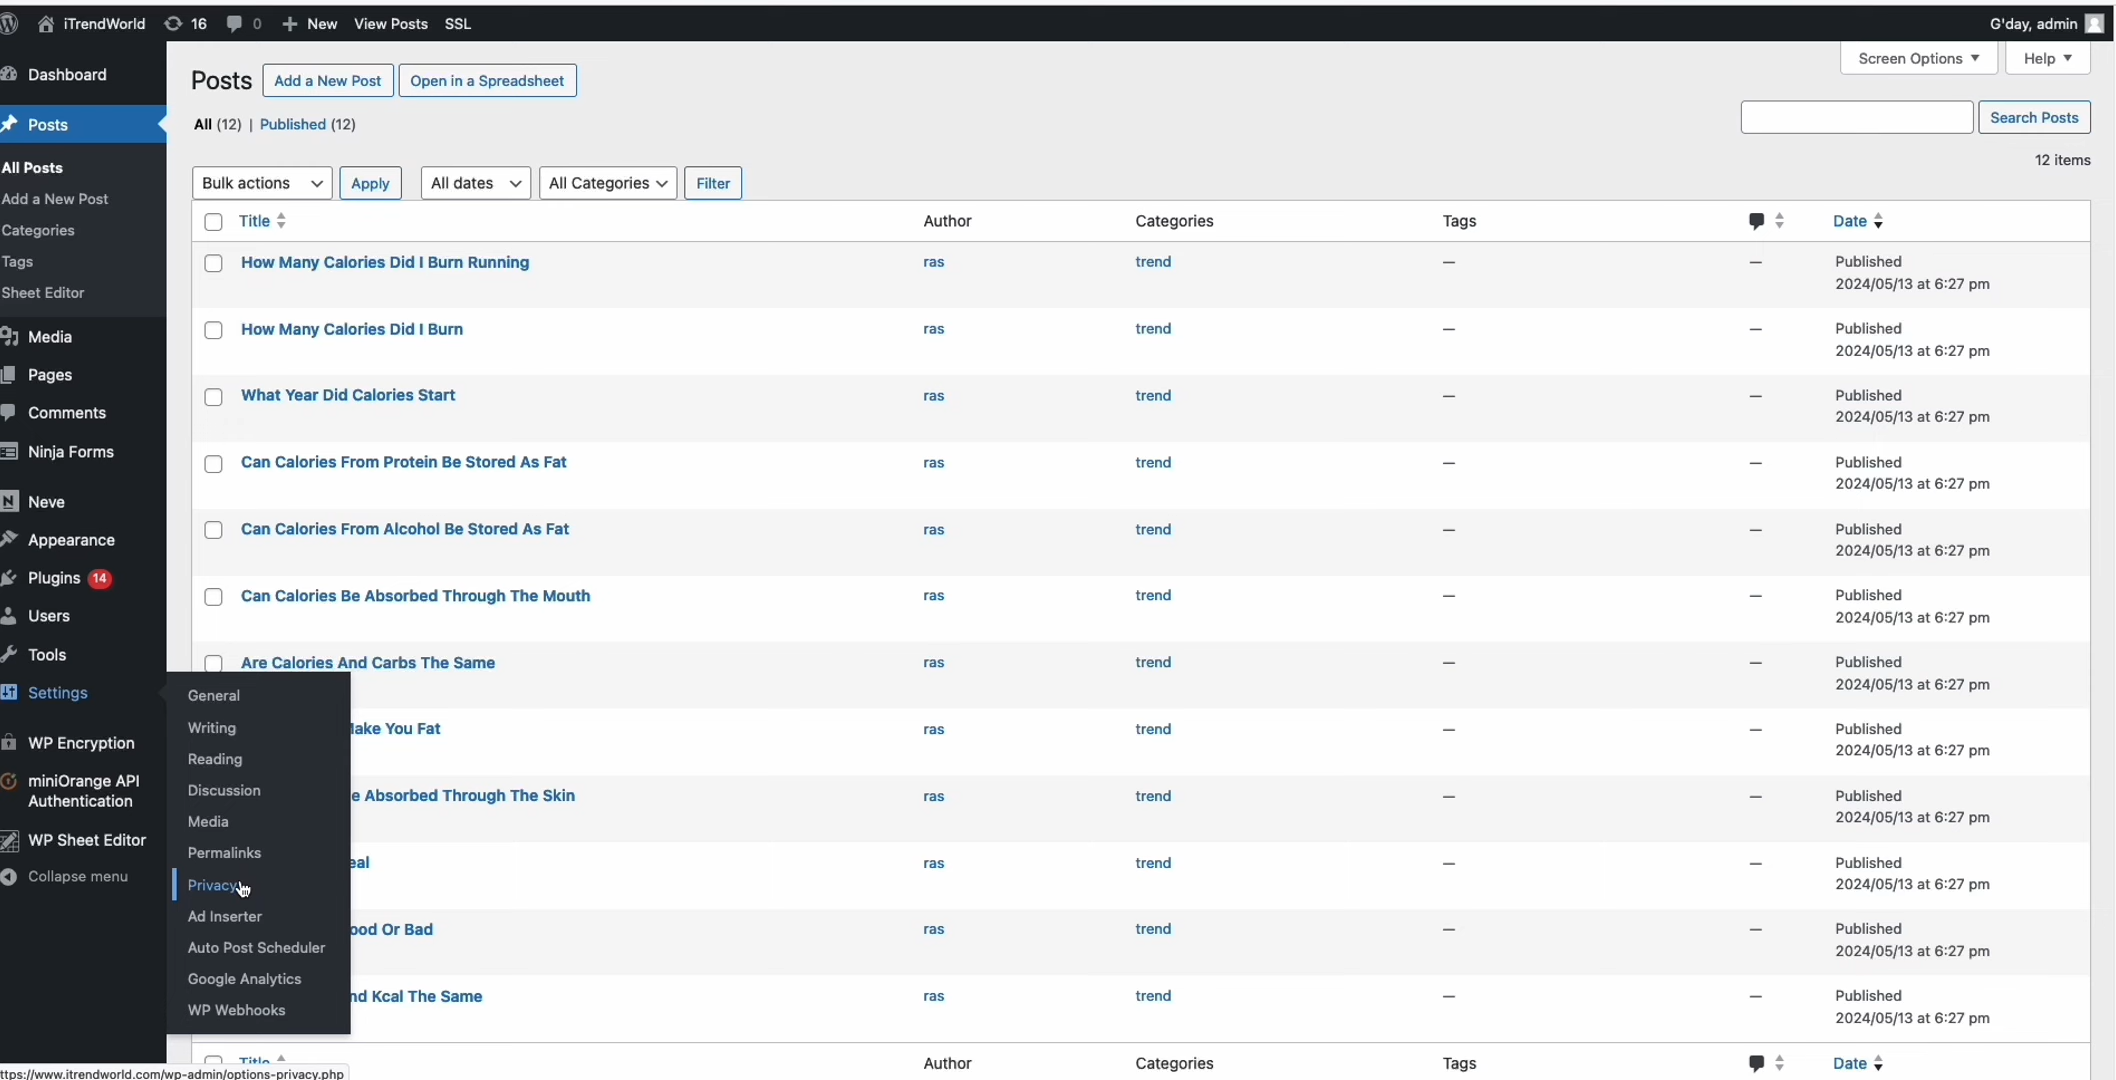 iTrendWorld 16 0 New View Posts SSL G'day, admin
Dashboard
Posts
All Posts
Add a New Post
Categories
Tags
Sheet Editor
Media
Pages
Comments
Ninja Forms
Neve
Appearance
Plugins 14
Users
Tools
Settings
WP Encryption
miniOrange API
Authentication
WP Sheet Editor
Collapse menu
General
Writing
Reading
Discussion
Media
Permalinks
Privacy
Ad Inserter
Auto Post Scheduler
Google Analytics
WP Webhooks
Screen Options Help
Posts Add a New Post Open in a Spreadsheet
All (12) | Published (12)
Search Posts
12 items
Bulk actions Apply All dates All Categories Filter
Title Author Categories Tags Date
How Many Calories Did I Burn Running ras trend — — Published
2024/05/13 at 6:27 pm
How Many Calories Did I Burn ras trend — — Published
2024/05/13 at 6:27 pm
What Year Did Calories Start ras trend — — Published
2024/05/13 at 6:27 pm
Can Calories From Protein Be Stored As Fat ras trend — — Published
2024/05/13 at 6:27 pm
Can Calories From Alcohol Be Stored As Fat ras trend — — Published
2024/05/13 at 6:27 pm
Can Calories Be Absorbed Through The Mouth ras trend — — Published
2024/05/13 at 6:27 pm
Are Calories And Carbs The Same ras trend — — Published
2024/05/13 at 6:27 pm
ake You Fat ras trend — — Published
2024/05/13 at 6:27 pm
e Absorbed Through The Skin ras trend — — Published
2024/05/13 at 6:27 pm
eal ras trend — — Published
2024/05/13 at 6:27 pm
ood Or Bad ras trend — — Published
2024/05/13 at 6:27 pm
nd Kcal The Same ras trend — — Published
2024/05/13 at 6:27 pm
Title Author Categories Tags Date
ttps://www.itrendworld.com/wp-admin/options-privacy.php